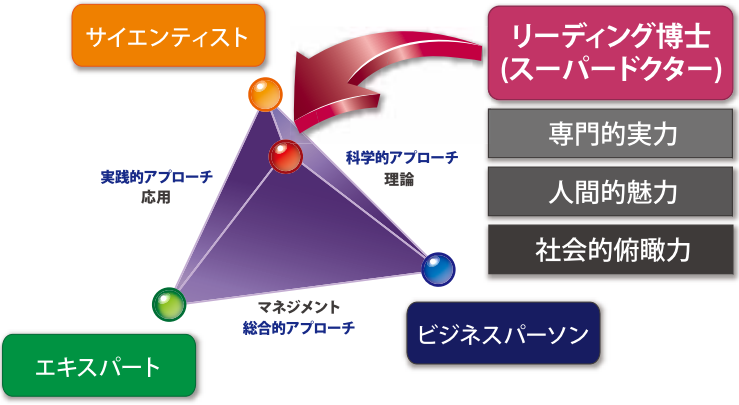 サイエンティスト
リーディング博士
(スーパードクター)
専門的実力
人間的魅力
社会的俯瞰力
実践的アプローチ
応用
科学的アプローチ
理論
マネジメント
総合的アプローチ
エキスパート
ビジネスパーソン